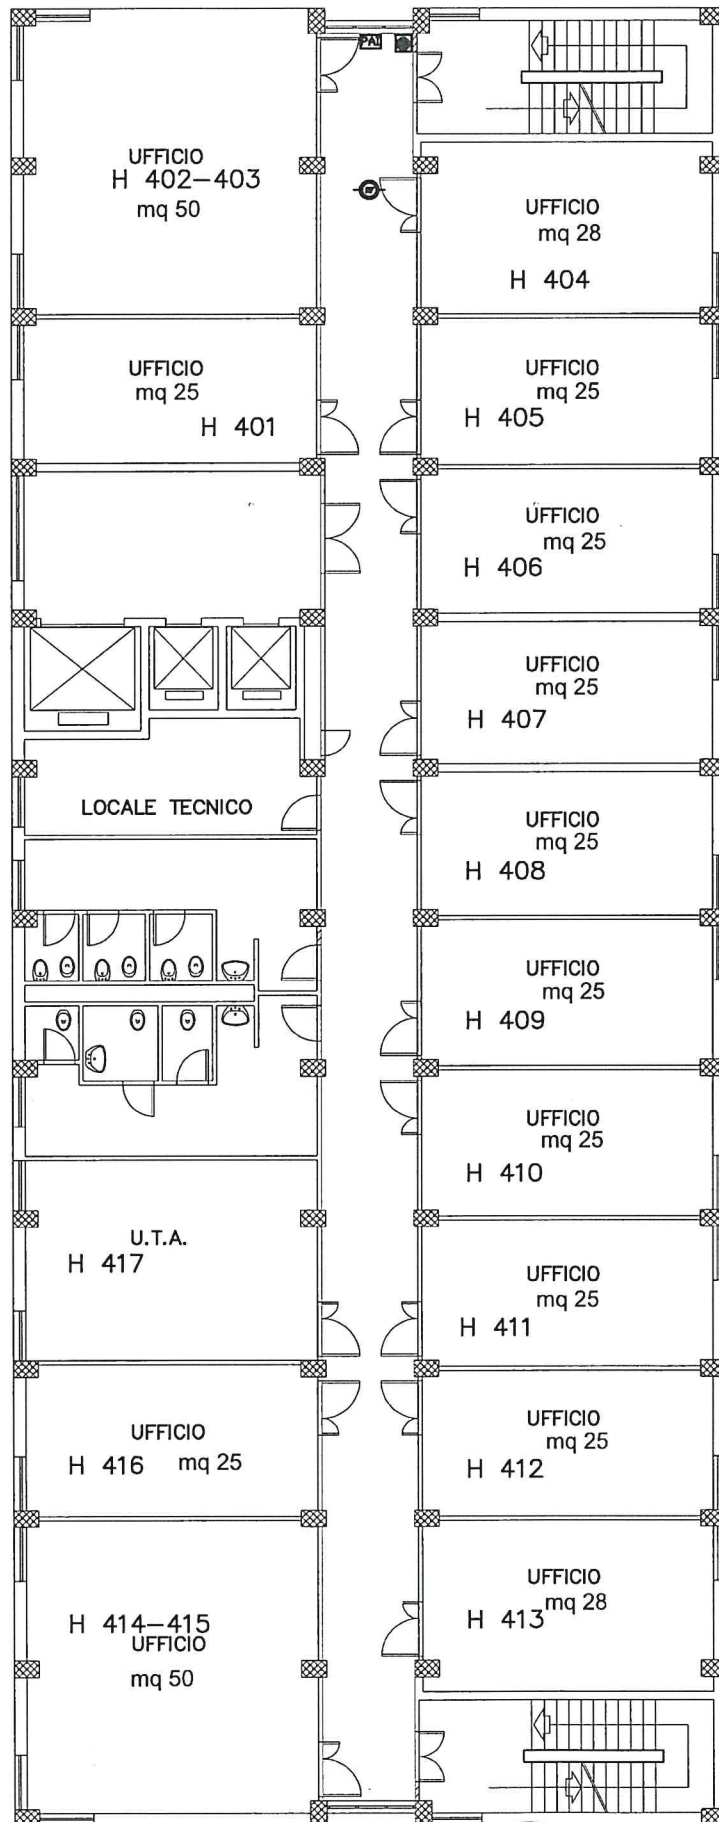 PAI
UFFICIO
H 402-403
mq 50
UFFICIO
mq 28
H 404
UFFICIO
mq 25
H 401
UFFICIO
mq 25
H 405
UFFICIO
mq 25
H 406
UFFICIO
mq 25
H 407
LOCALE TECNICO
UFFICIO
mq 25
H 408
UFFICIO
mq 25
H 409
UFFICIO
mq 25
H 410
U.T.A.
H 417
UFFICIO
mq 25
H 411
UFFICIO
H 416 mq 25
UFFICIO
mq 25
H 412
UFFICIO
mq 28
H 413
H 414-415
UFFICIO
mq 50